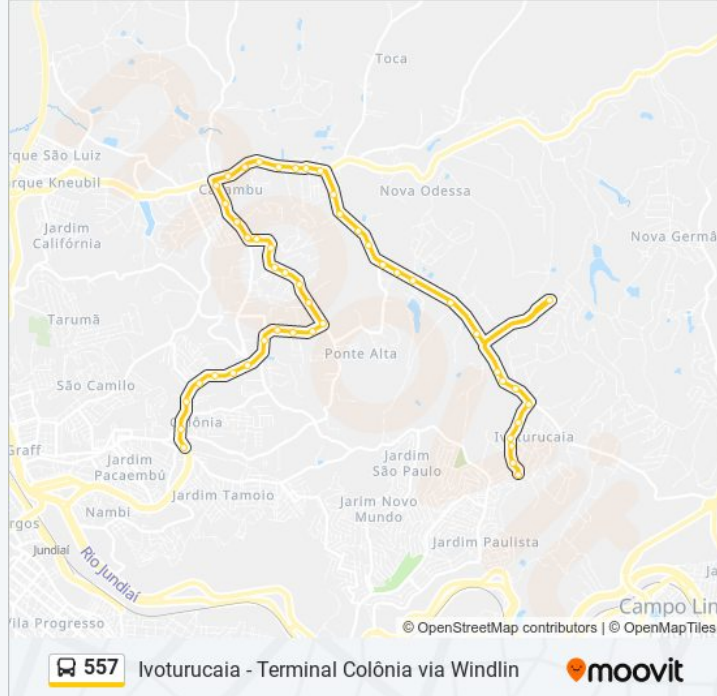 Toca
rque São Luiz
rque Kneubil
Caxambu
Nova Odessa
Jardim
Califórnia
Nova Germâ
Tarumã
Ponte Alta
São Camilo
Colônia
Graff
Jardim
Pacaembú
Jardim
São Paulo
Ivoturucaia
Jardim Tamoio
Jarim Novo
Mundo
Nambi
rgos
Jundiaí
Rio Jundiaí
Jardim Paulista
Ja
Campo Lin
Vila Progresso
© OpenStreetMap contributors | © OpenMapTiles
557 Ivoturucaia - Terminal Colônia via Windlin moovit